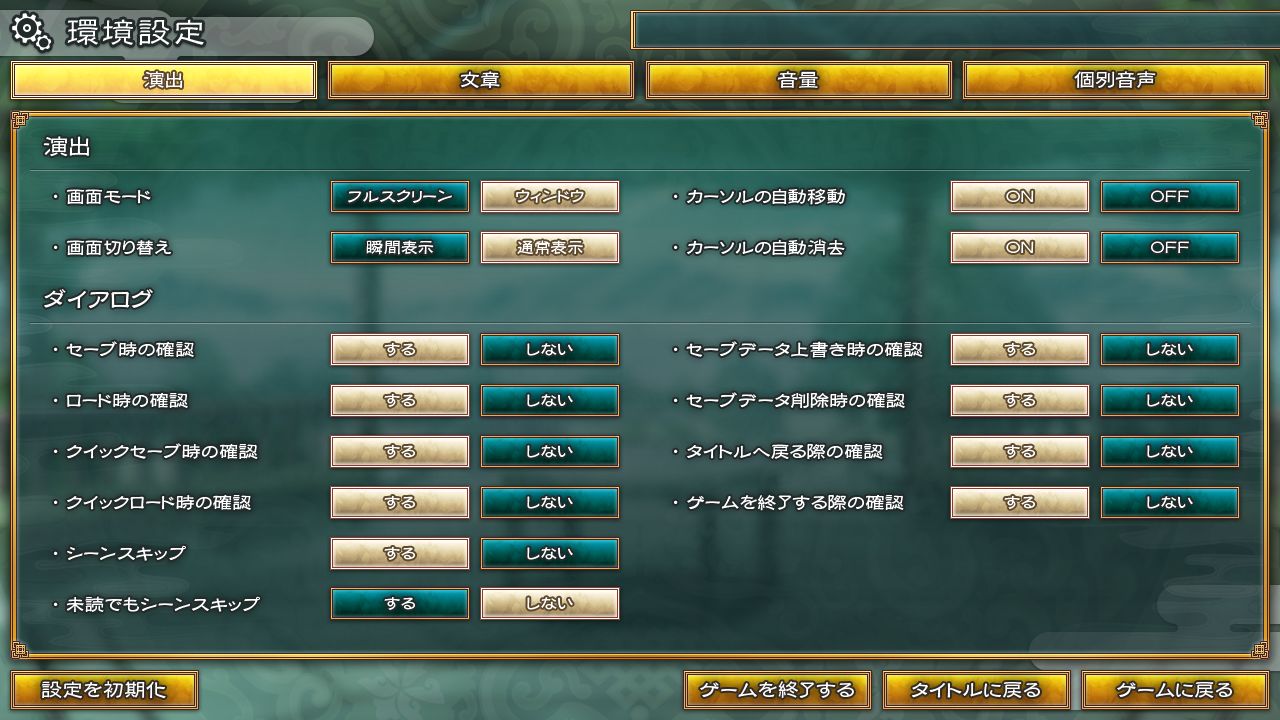 環境設定
演出 文章 音量 個別音声
演出
・画面モード フルスクリーン ウィンドウ ・カーソルの自動移動 ON OFF
・画面切り替え 瞬間表示 通常表示 ・カーソルの自動消去 ON OFF
ダイアログ
・セーブ時の確認 する しない ・セーブデータ上書き時の確認 する しない
・ロード時の確認 する しない ・セーブデータ削除時の確認 する しない
・クイックセーブ時の確認 する しない ・タイトルへ戻る際の確認 する しない
・クイックロード時の確認 する しない ・ゲームを終了する際の確認 する しない
・シーンスキップ する しない
・未読でもシーンスキップ する しない
設定を初期化 ゲームを終了する タイトルに戻る ゲームに戻る